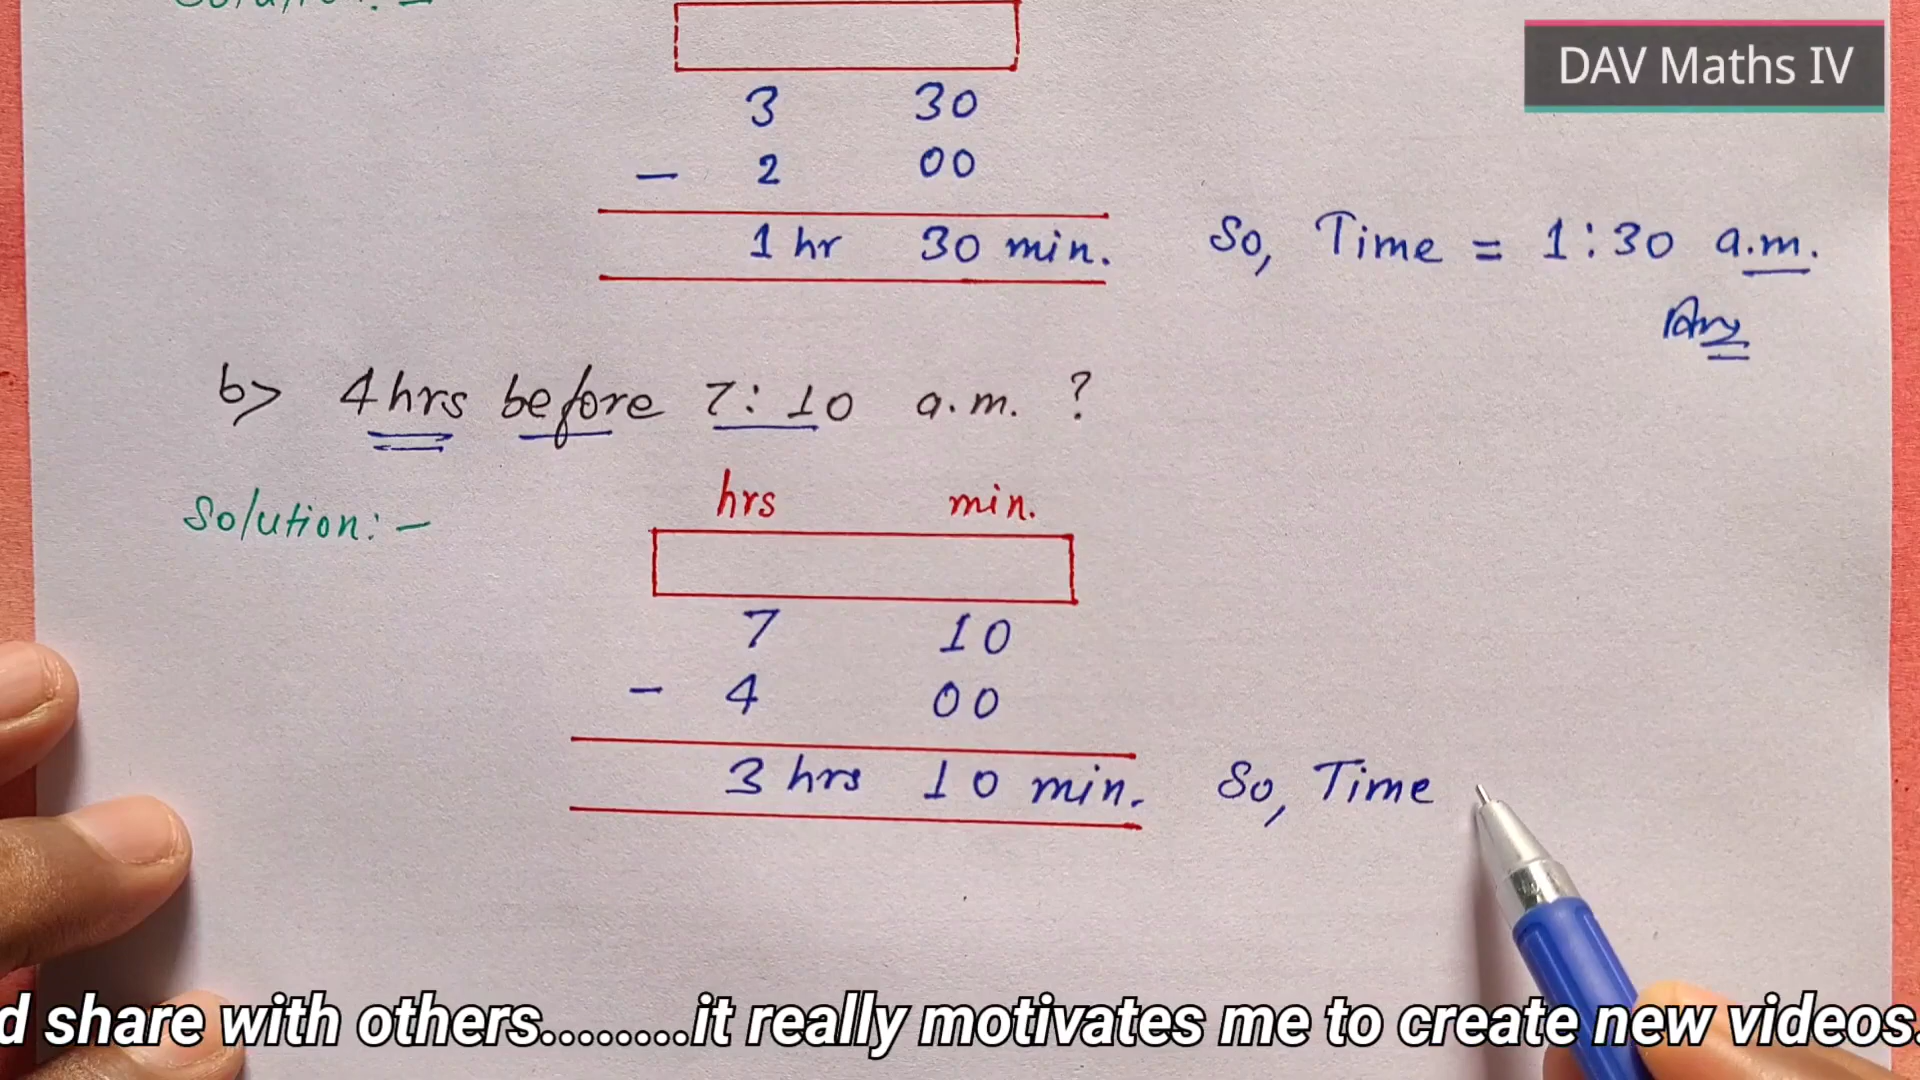 Solution:-
DAV Maths IV
3 30
- 2 00
1 hr 30 min. So, Time = 1:30 a.m.
Ans
b> 4hrs before 7:10 a.m. ?
hrs min.
Solution:-
7 10
- 4 00
3 hrs 10 min. So, Time
d share with others........it really motivates me to create new videos.